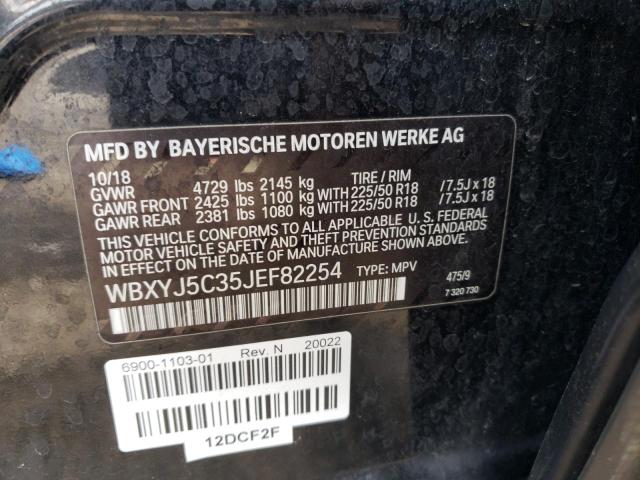 MFD BY BAYERISCHE MOTOREN WERKE AG
10/18 TIRE / RIM
GVWR 4729 lbs 2145 kg
GAWR FRONT 2425 lbs 1100 kg WITH 225/50 R18 /7.5J x 18
GAWR REAR 2381 lbs 1080 kg WITH 225/50 R18 /7.5J x 18
THIS VEHICLE CONFORMS TO ALL APPLICABLE U. S. FEDERAL
MOTOR VEHICLE SAFETY AND THEFT PREVENTION STANDARDS
IN EFFECT ON THE DATE OF MANUFACTURE SHOWN ABOVE.
WBXYJ5C35JEF82254 TYPE: MPV 475/9
7 320 730
6900-1103-01 Rev. N 20022
12DCF2F